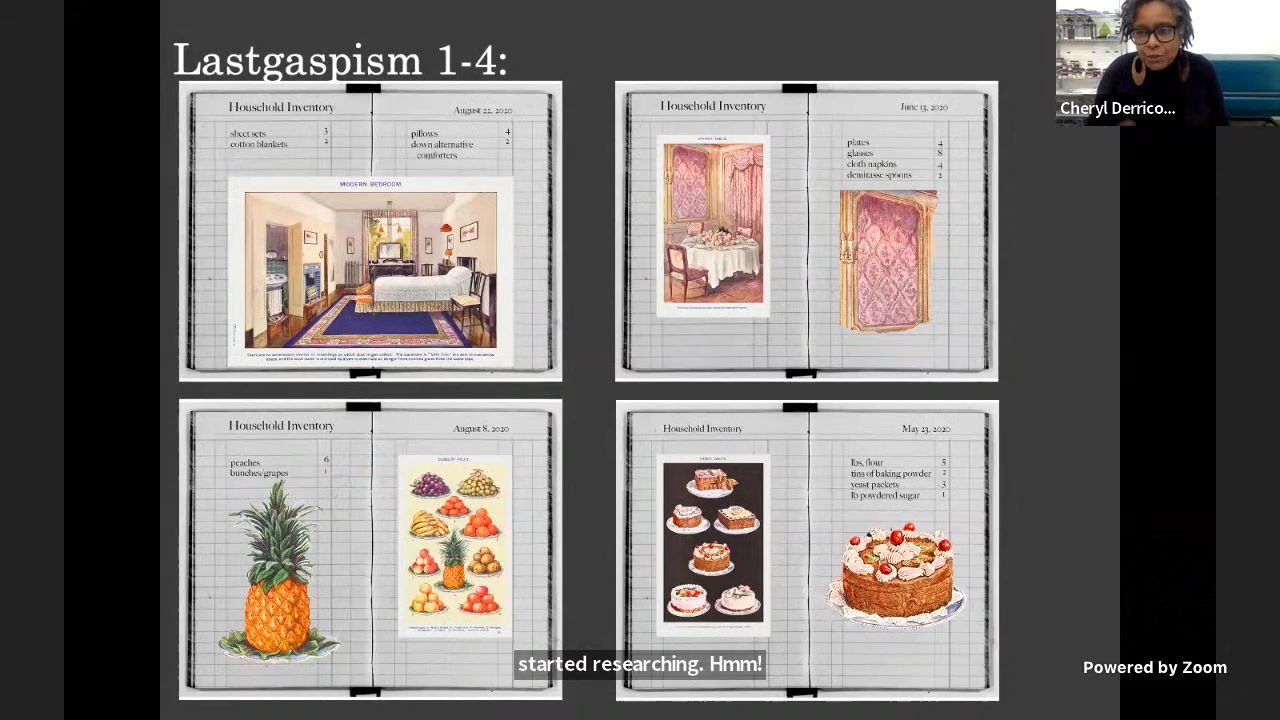 Lastgaspism 1-4:
Cheryl Derrico...
Household Inventory
August 22, 2020
sheet sets 3
cotton blankets 2
pillows 4
down alternative 2
comforters
MODERN BEDROOM
Household Inventory
June 13, 2020
plates 4
glasses 8
cloth napkins 4
demitasse spoons 2
Household Inventory
August 8, 2020
peaches 6
bunches/grapes 1
Household Inventory
May 23, 2020
lbs, flour 5
tins of baking powder 2
yeast packets 3
lb powdered sugar 1
started researching. Hmm!
Powered by Zoom